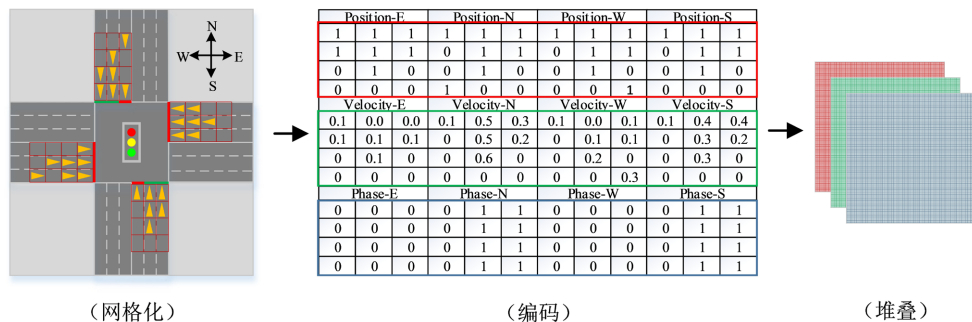 N
W E
S
Position-E Position-N Position-W Position-S
1 1 1 1 1 1 1 1 1 1 1 1
1 1 1 0 1 1 1 1 1 0 1 1
0 1 0 0 1 0 0 1 0 0 1 0
0 0 0 1 0 0 0 0 1 0 0 0
Velocity-E Velocity-N Velocity-W Velocity-S
0.1 0.0 0.0 0.1 0.5 0.3 0.1 0.0 0.1 0.1 0.4 0.4
0.1 0.1 0.1 0 0.5 0.2 0 0.1 0.1 0 0.3 0.2
0 0.1 0 0 0.6 0 0 0.2 0 0 0.3 0
0 0 0 0 0 0 0 0 0.3 0 0 0
Phase-E Phase-N Phase-W Phase-S
0 0 0 0 1 1 0 0 0 0 1 1
0 0 0 0 1 1 0 0 0 0 1 1
0 0 0 0 1 1 0 0 0 0 1 1
0 0 0 0 1 1 0 0 0 0 1 1
（网格化） （编码） （堆叠）